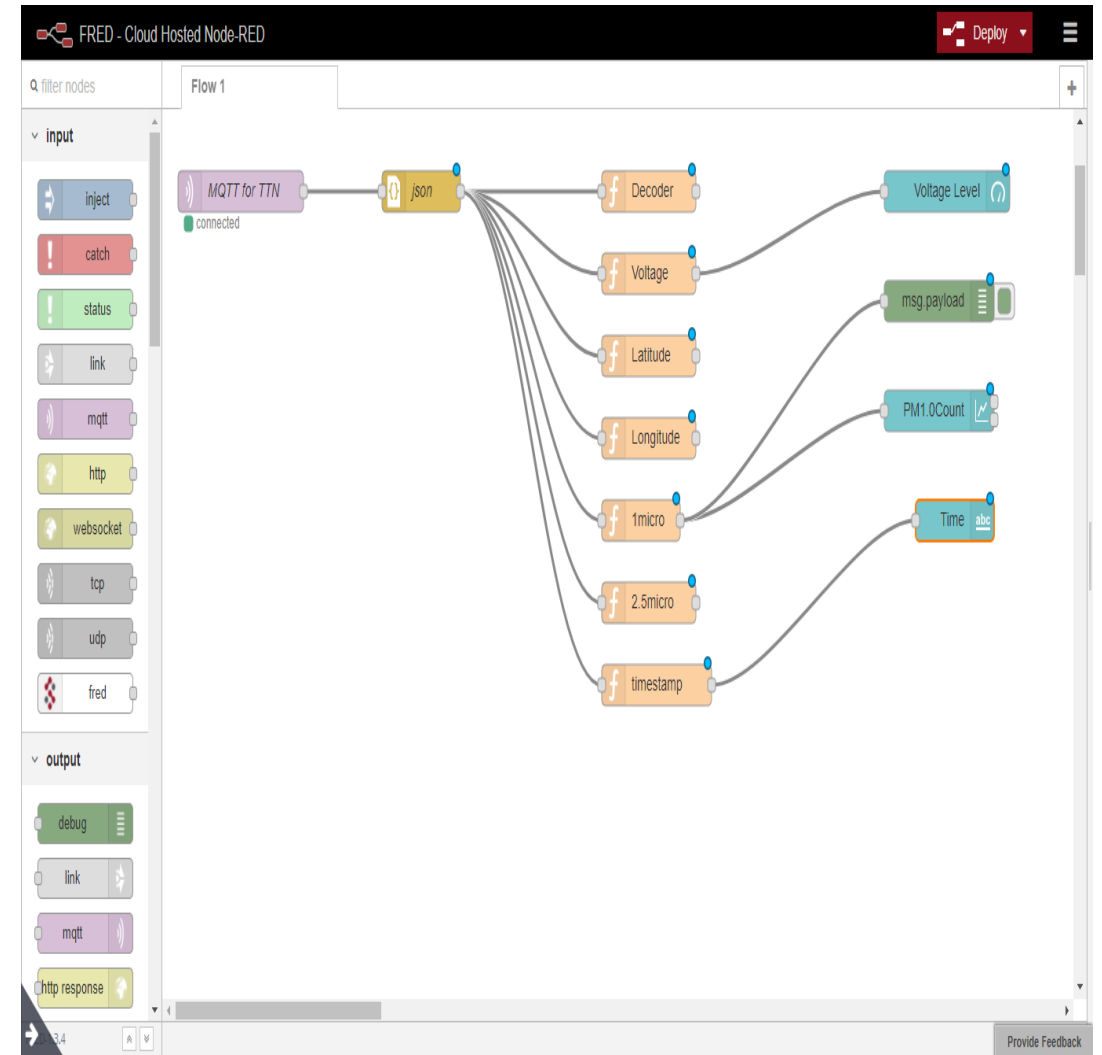 FRED - Cloud Hosted Node-RED
Deploy
filter nodes
Flow 1
+
input
inject
catch
status
link
mqtt
http
websocket
tcp
udp
fred
output
debug
link
mqtt
http response
MQTT for TTN
connected
json
Decoder
Voltage
Latitude
Longitude
1micro
2.5micro
timestamp
Voltage Level
msg.payload
PM1.0Count
Time
abc
Provide Feedback